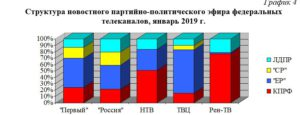 График 4
Структура новостного партийно-политического эфира федеральных
телеканалов, январь 2019 г.
100%
90%
80%
70%
60%
50%
40%
30%
20%
10%
0%
"Первый" "Россия" НТВ ТВЦ Рен-ТВ
ЛДПР
"СР"
"ЕР"
КПРФ